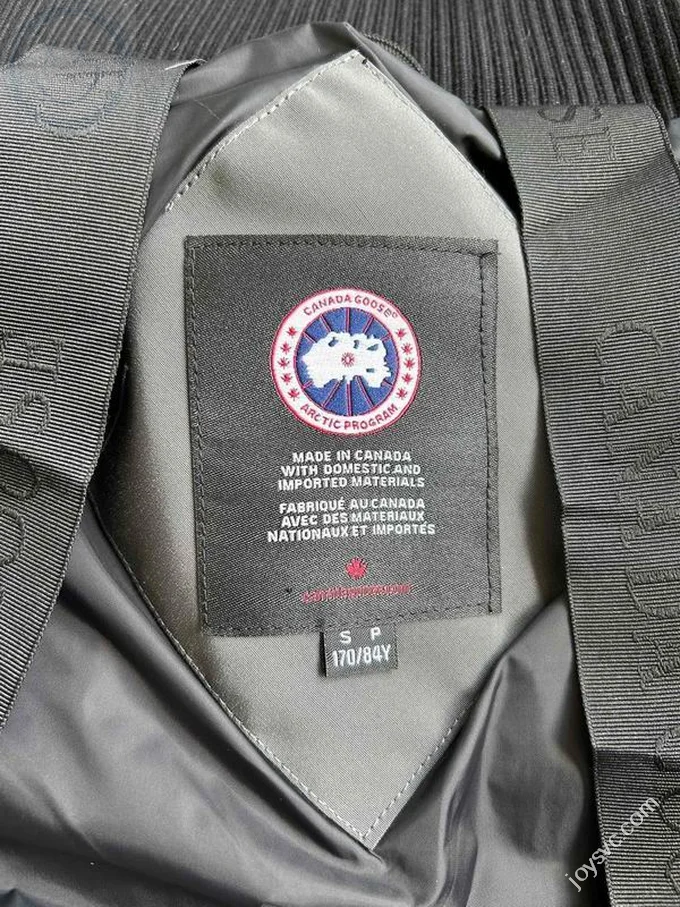 CANADA GOOSE®
ARCTIC PROGRAM
MADE IN CANADA
WITH DOMESTIC AND
IMPORTED MATERIALS
FABRIQUÉ AU CANADA
AVEC DES MATERIAUX
NATIONAUX ET IMPORTÉS
S P
170/84Y
joysvc.com